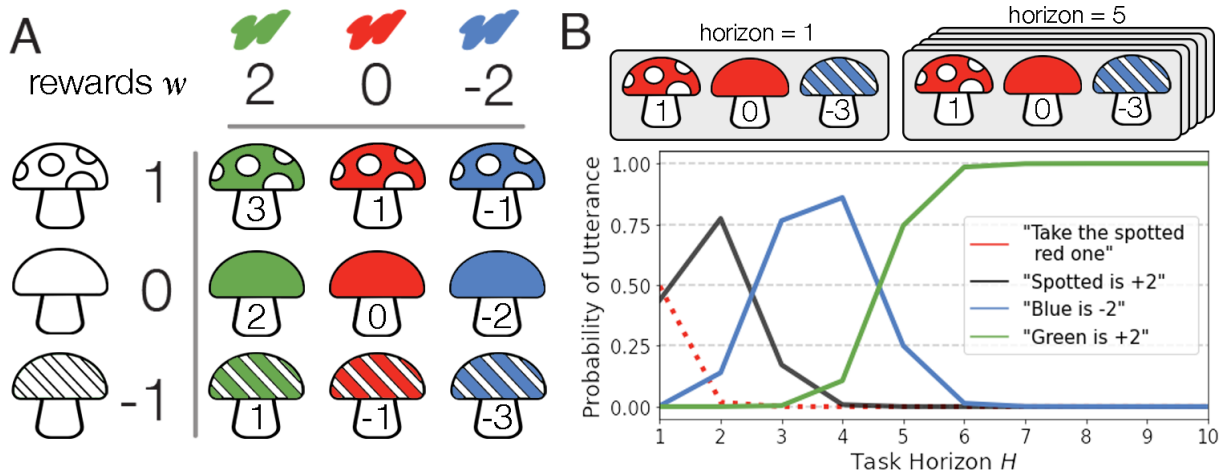 A
rewards w
2 0 -2
1
3 1 -1
0
2 0 -2
-1
1 -1 -3
B
horizon = 1
1 0 -3
horizon = 5
1 0 -3
Probability of Utterance
1.00
0.75
0.50
0.25
0.00
"Take the spotted
red one"
"Spotted is +2"
"Blue is -2"
"Green is +2"
1 2 3 4 5 6 7 8 9 10
Task Horizon H